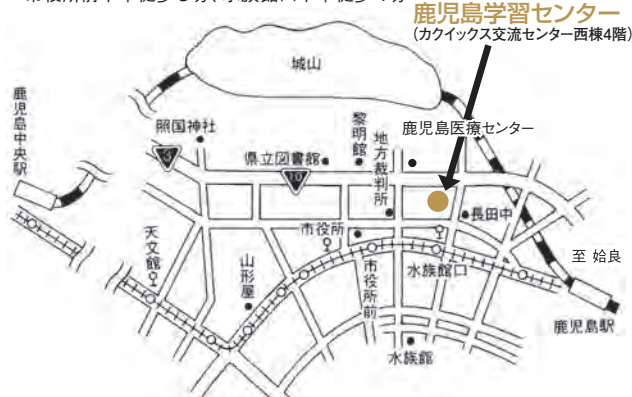 鹿児島学習センター
(カクイックス交流センター西棟4階)
城山
鹿児島中央駅
照国神社
黎明館
鹿児島医療センター
県立図書館
地方裁判所
3
10
長田中
市役所
天文館
山形屋
市役所前
水族館口
至 姶良
鹿児島駅
水族館